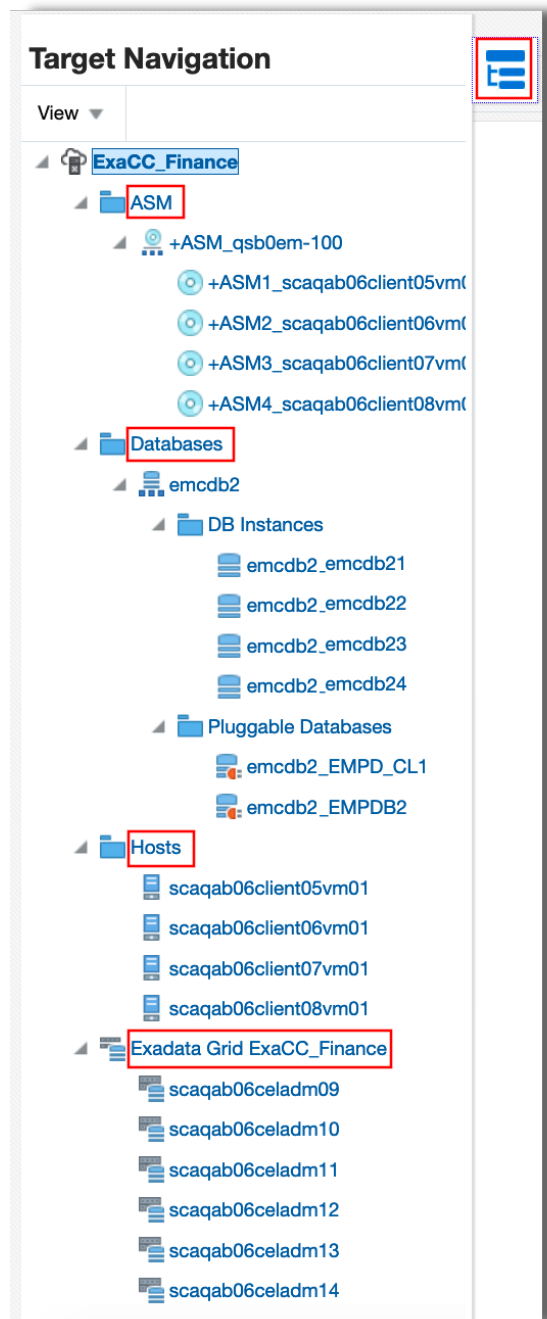 Target Navigation
View
ExaCC_Finance
ASM
+ASM_qsb0em-100
+ASM1_scaqab06client05vm
+ASM2_scaqab06client06vm
+ASM3_scaqab06client07vm
+ASM4_scaqab06client08vm
Databases
emcdb2
DB Instances
emcdb2_emcdb21
emcdb2_emcdb22
emcdb2_emcdb23
emcdb2_emcdb24
Pluggable Databases
emcdb2_EMPD_CL1
emcdb2_EMPDB2
Hosts
scaqab06client05vm01
scaqab06client06vm01
scaqab06client07vm01
scaqab06client08vm01
Exadata Grid ExaCC_Finance
scaqab06celadm09
scaqab06celadm10
scaqab06celadm11
scaqab06celadm12
scaqab06celadm13
scaqab06celadm14